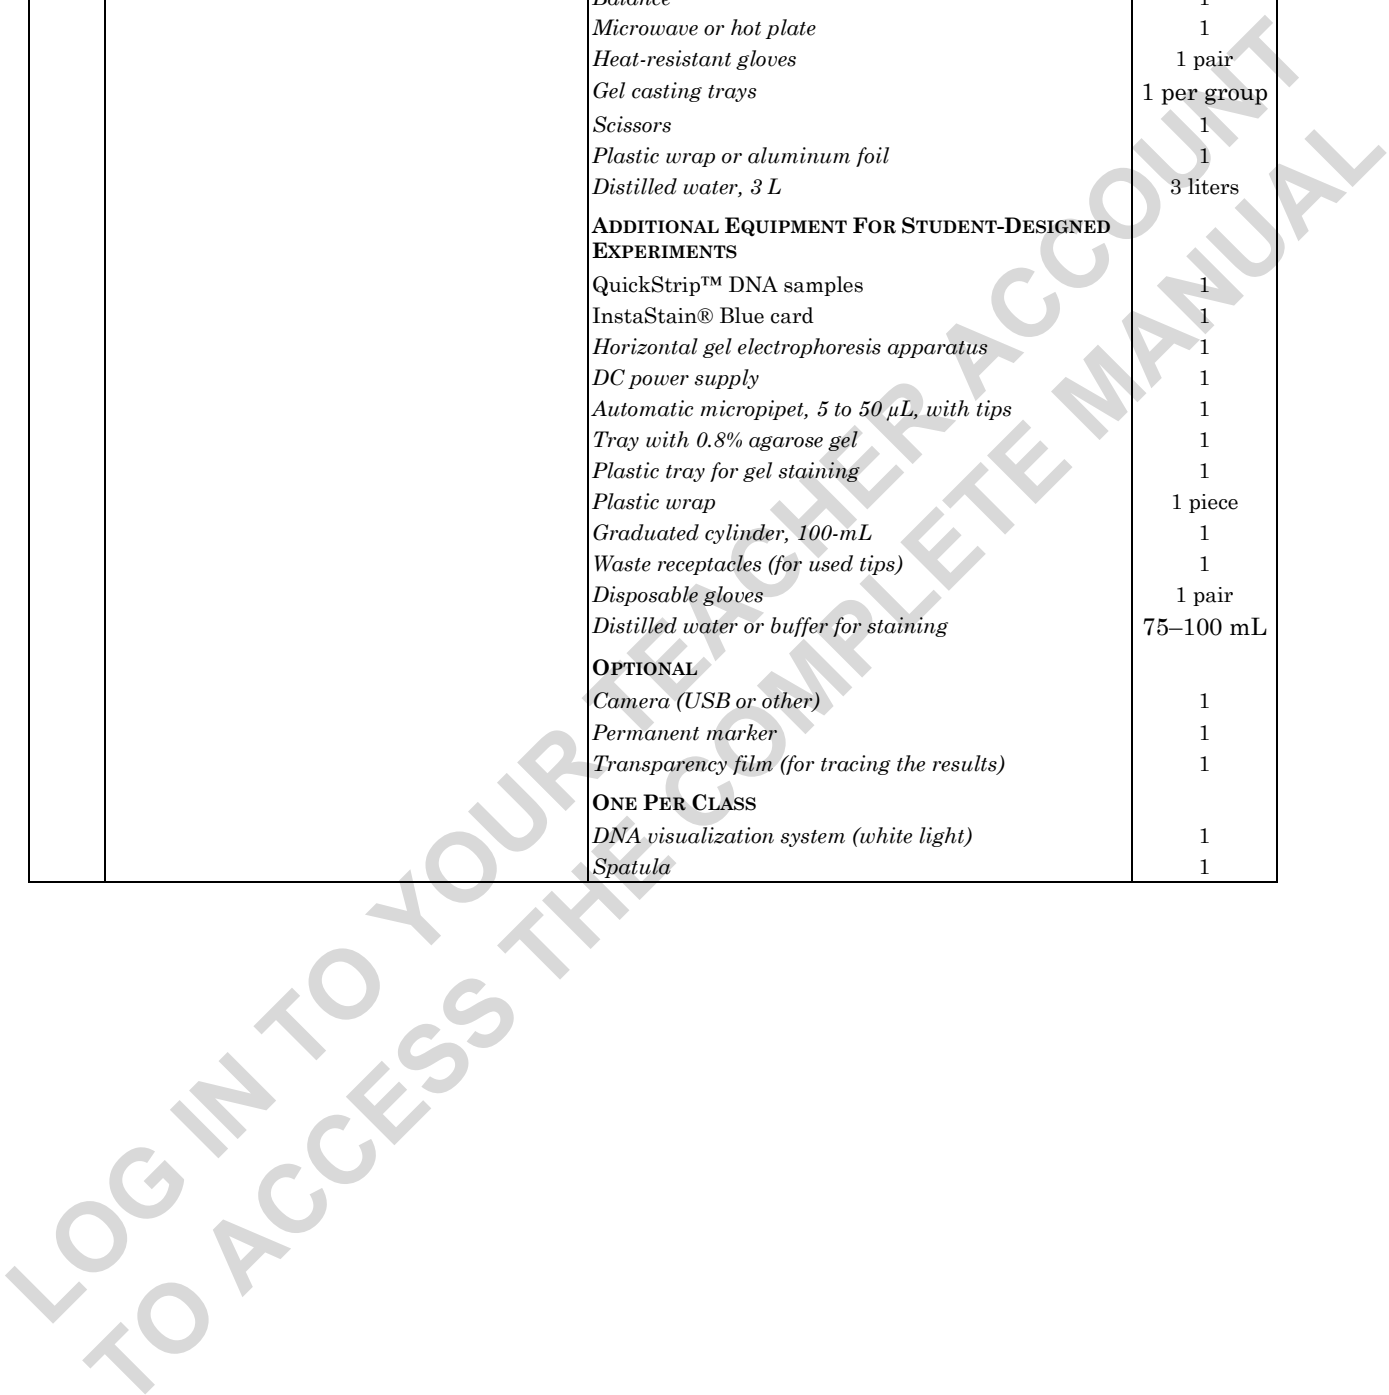 Balance 1
Microwave or hot plate 1
Heat-resistant gloves 1 pair
Gel casting trays 1 per group
Scissors 1
Plastic wrap or aluminum foil 1
Distilled water, 3 L 3 liters
ADDITIONAL EQUIPMENT FOR STUDENT-DESIGNED
EXPERIMENTS
QuickStrip™ DNA samples 1
InstaStain® Blue card 1
Horizontal gel electrophoresis apparatus 1
DC power supply 1
Automatic micropipet, 5 to 50 µL, with tips 1
Tray with 0.8% agarose gel 1
Plastic tray for gel staining 1
Plastic wrap 1 piece
Graduated cylinder, 100-mL 1
Waste receptacles (for used tips) 1
Disposable gloves 1 pair
Distilled water or buffer for staining 75–100 mL
OPTIONAL
Camera (USB or other) 1
Permanent marker 1
Transparency film (for tracing the results) 1
ONE PER CLASS
DNA visualization system (white light) 1
Spatula 1
LOG IN TO YOUR TEACHER ACCOUNT
TO ACCESS THE COMPLETE MANUAL